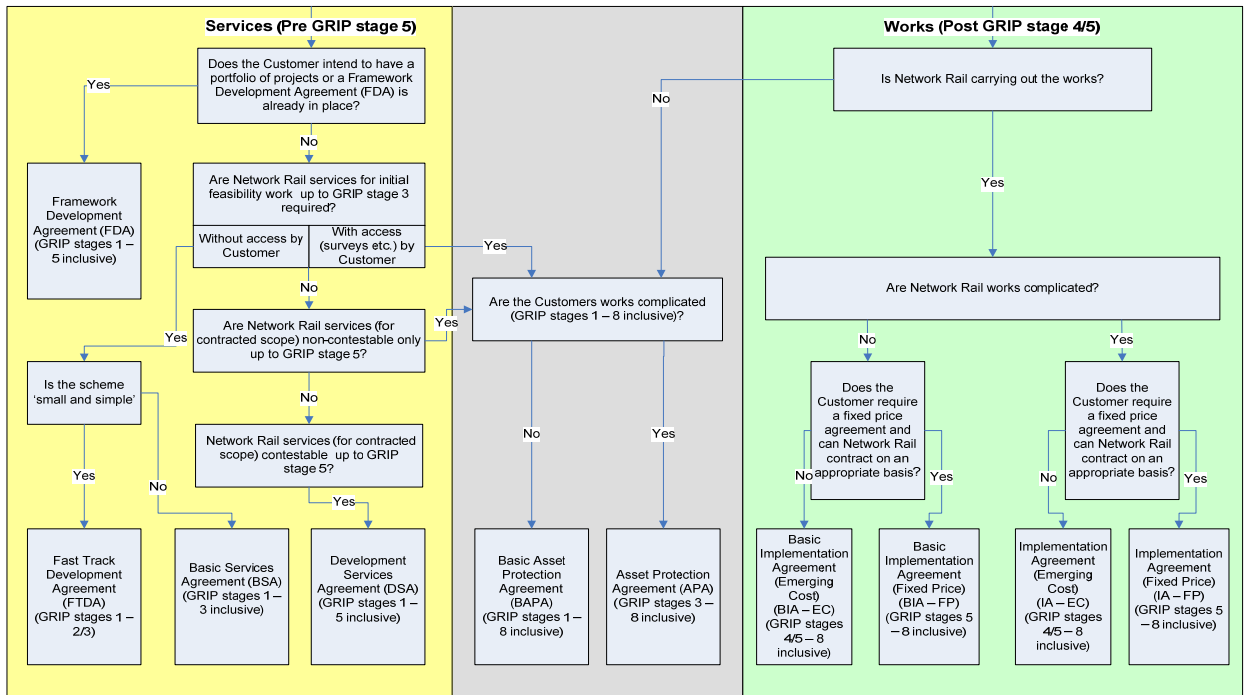 Services (Pre GRIP stage 5)
Works (Post GRIP stage 4/5)
Does the Customer intend to have a
portfolio of projects or a Framework
Development Agreement (FDA) is
already in place?
Is Network Rail carrying out the works?
Yes
No
No
Are Network Rail services for initial
feasibility work up to GRIP stage 3
required?
Without access by
Customer
With access
(surveys etc.) by
Customer
Yes
Yes
Framework
Development
Agreement (FDA)
(GRIP stages 1 –
5 inclusive)
No
Are the Customers works complicated
(GRIP stages 1 – 8 inclusive)?
Are Network Rail works complicated?
Are Network Rail services (for
contracted scope) non-contestable only
up to GRIP stage 5?
Yes
Yes
No
Yes
Is the scheme
‘small and simple’
No
Does the
Customer require
a fixed price
agreement and
can Network Rail
contract on an
appropriate basis?
Does the
Customer require
a fixed price
agreement and
can Network Rail
contract on an
appropriate basis?
Network Rail services (for contracted
scope) contestable up to GRIP
stage 5?
No
Yes
Yes
No
Yes
No
Yes
No
Yes
Fast Track
Development
Agreement
(FTDA)
(GRIP stages 1 –
2/3)
Basic Services
Agreement (BSA)
(GRIP stages 1 –
3 inclusive)
Development
Services
Agreement (DSA)
(GRIP stages 1 –
5 inclusive)
Basic Asset
Protection
Agreement
(BAPA)
(GRIP stages 1 –
8 inclusive)
Asset Protection
Agreement (APA)
(GRIP stages 3 –
8 inclusive)
Basic
Implementation
Agreement
(Emerging
Cost)
(BIA – EC)
(GRIP stages
4/5 – 8
inclusive)
Basic
Implementation
Agreement
(Fixed Price)
(BIA – FP)
(GRIP stages 5
– 8 inclusive)
Implementation
Agreement
(Emerging
Cost)
(IA – EC)
(GRIP stages
4/5 – 8
inclusive)
Implementation
Agreement
(Fixed Price)
(IA – FP)
(GRIP stages 5
– 8 inclusive)